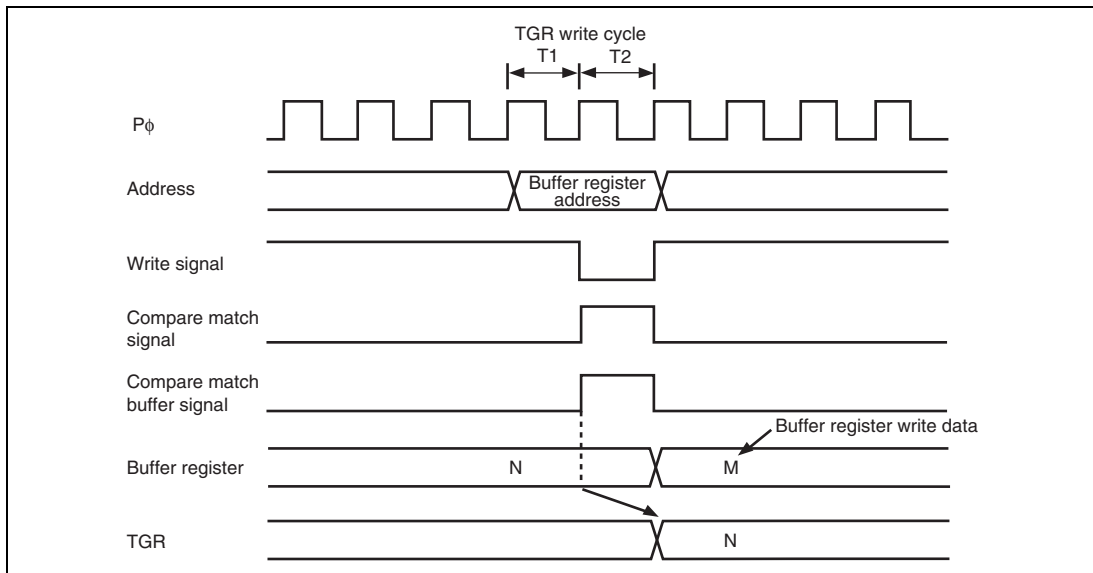 TGR write cycle
T1 T2
Pϕ
Address
Buffer register
address
Write signal
Compare match
signal
Compare match
buffer signal
Buffer register write data
Buffer register
N
M
TGR
N